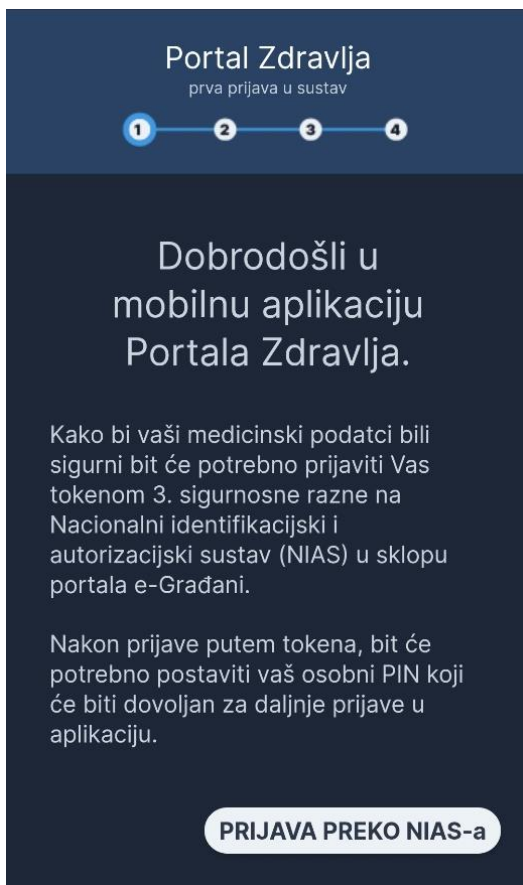 Portal Zdravlja
prva prijava u sustav
1 2 3 4
Dobrodošli u
mobilnu aplikaciju
Portala Zdravlja.
Kako bi vaši medicinski podatci bili
sigurni bit će potrebno prijaviti Vas
tokenom 3. sigurnosne razne na
Nacionalni identifikacijski i
autorizacijski sustav (NIAS) u sklopu
portala e-Građani.
Nakon prijave putem tokena, bit će
potrebno postaviti vaš osobni PIN koji
će biti dovoljan za daljnje prijave u
aplikaciju.
PRIJAVA PREKO NIAS-a